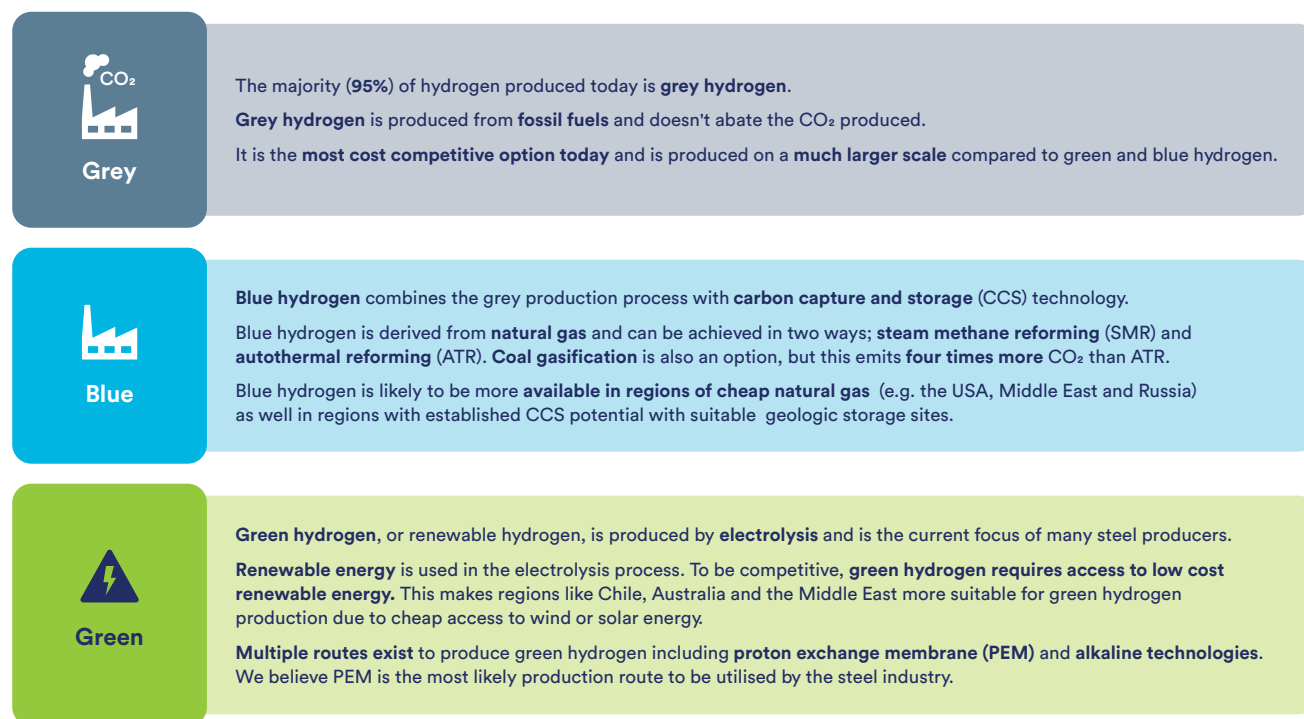 CO₂
Grey
The majority (95%) of hydrogen produced today is grey hydrogen.
Grey hydrogen is produced from fossil fuels and doesn't abate the CO₂ produced.
It is the most cost competitive option today and is produced on a much larger scale compared to green and blue hydrogen.
Blue
Blue hydrogen combines the grey production process with carbon capture and storage (CCS) technology.
Blue hydrogen is derived from natural gas and can be achieved in two ways; steam methane reforming (SMR) and
autothermal reforming (ATR). Coal gasification is also an option, but this emits four times more CO₂ than ATR.
Blue hydrogen is likely to be more available in regions of cheap natural gas (e.g. the USA, Middle East and Russia)
as well in regions with established CCS potential with suitable geologic storage sites.
Green
Green hydrogen, or renewable hydrogen, is produced by electrolysis and is the current focus of many steel producers.
Renewable energy is used in the electrolysis process. To be competitive, green hydrogen requires access to low cost
renewable energy. This makes regions like Chile, Australia and the Middle East more suitable for green hydrogen
production due to cheap access to wind or solar energy.
Multiple routes exist to produce green hydrogen including proton exchange membrane (PEM) and alkaline technologies.
We believe PEM is the most likely production route to be utilised by the steel industry.